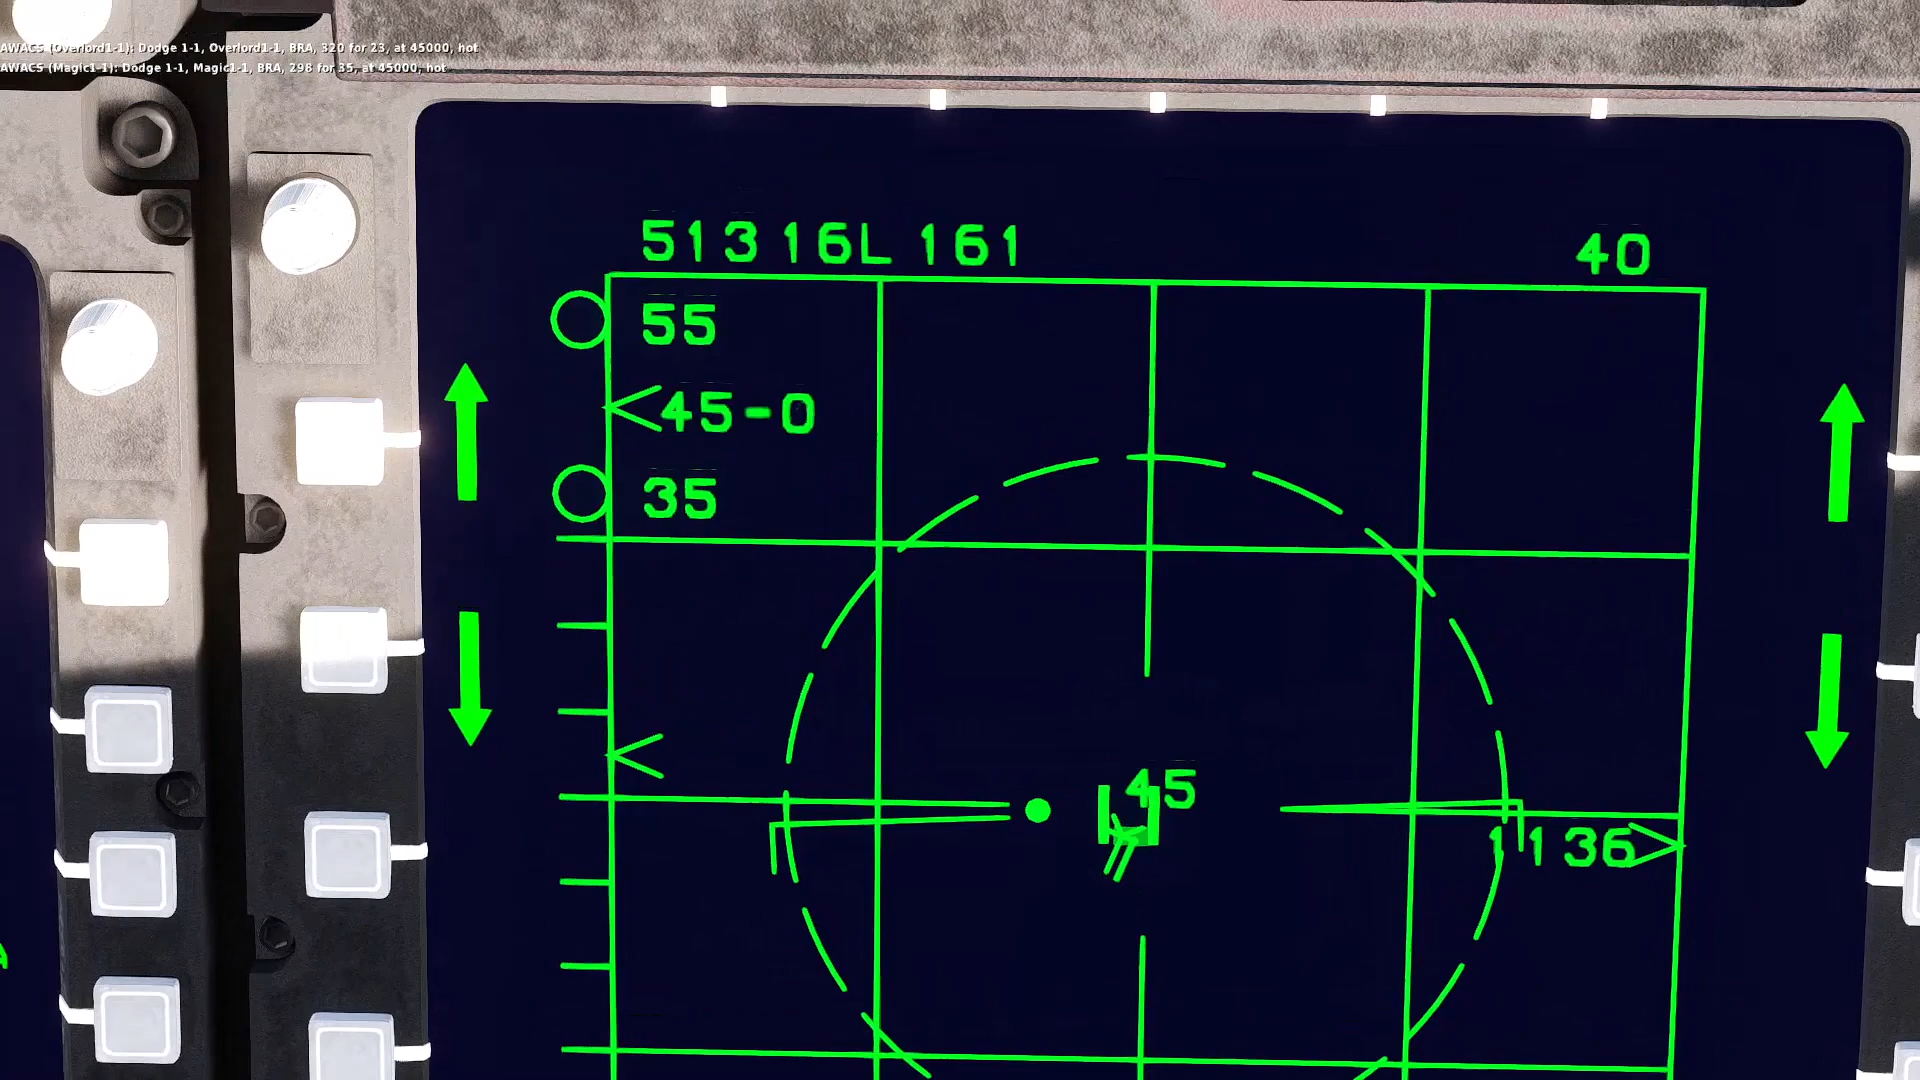 AWACS (Overlord1-1): Dodge 1-1, Overlord1-1, BRA, 320 for 23, at 45000, hot
AWACS (Magic1-1): Dodge 1-1, Magic1-1, BRA, 298 for 35, at 45000, hot
513 16L 161 40
55
45-0
35
45
1136